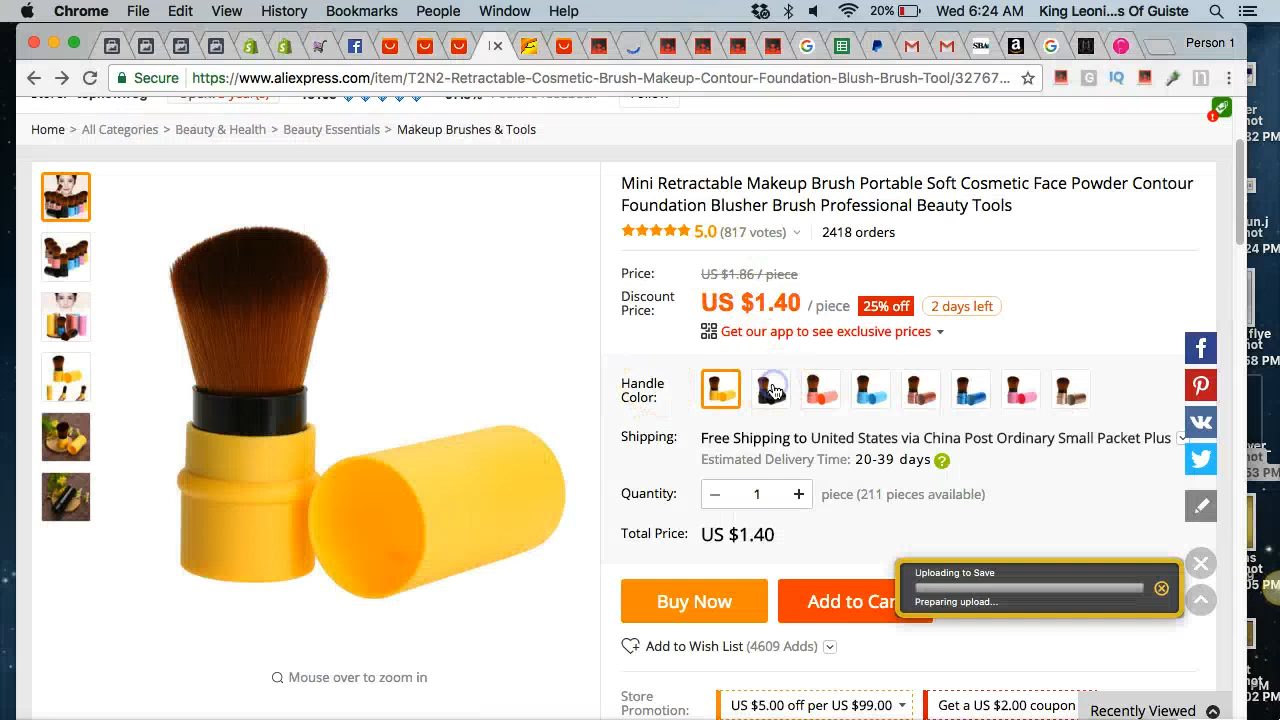 Chrome File Edit View History Bookmarks People Window Help 20% Wed 6:24 AM King Leoni...s Of Guiste
Person 1
Secure https://www.aliexpress.com/item/T2N2-Retractable-Cosmetic-Brush-Makeup-Contour-Foundation-Blush-Brush-Tool/32767...
Home > All Categories > Beauty & Health > Beauty Essentials > Makeup Brushes & Tools
Mini Retractable Makeup Brush Portable Soft Cosmetic Face Powder Contour
Foundation Blusher Brush Professional Beauty Tools
5.0 (817 votes) 2418 orders
Price: US $1.86 / piece
Discount
Price: US $1.40 / piece 25% off 2 days left
Get our app to see exclusive prices
Handle
Color:
Shipping: Free Shipping to United States via China Post Ordinary Small Packet Plus
Estimated Delivery Time: 20-39 days
Quantity: 1 piece (211 pieces available)
Total Price: US $1.40
Uploading to Save
Preparing upload...
Buy Now Add to Car
Add to Wish List (4609 Adds)
Mouse over to zoom in
Store
Promotion: US $5.00 off per $99.00 Get a US $2.00 coupon
Recently Viewed